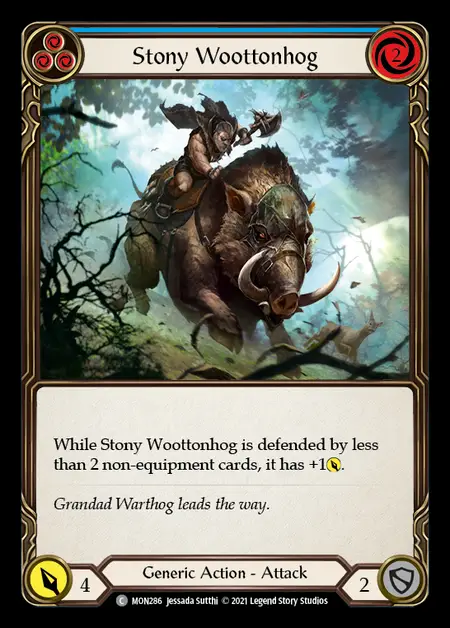 Stony Woottonhog
2
While Stony Woottonhog is defended by less
than 2 non-equipment cards, it has +1.
Grandad Warthog leads the way.
4
Generic Action - Attack
2
C MON286 Jessada Sutthi © 2021 Legend Story Studios